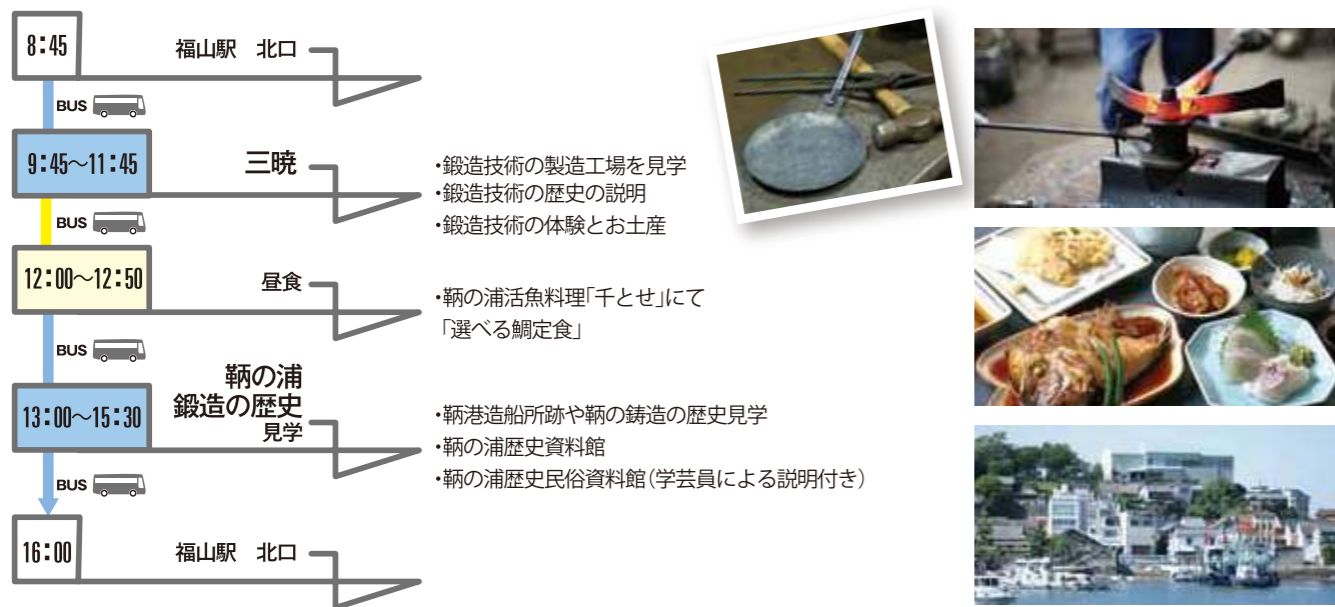 8:45
福山駅 北口
BUS
9:45～11:45
三暁
・鍛造技術の製造工場を見学
・鍛造技術の歴史の説明
・鍛造技術の体験とお土産
BUS
12:00～12:50
昼食
・鞆の浦活魚料理「千とせ」にて
「選べる鯛定食」
BUS
13:00～15:30
鞆の浦
鍛造の歴史
見学
・鞆港造船所跡や鞆の鋳造の歴史見学
・鞆の浦歴史資料館
・鞆の浦歴史民俗資料館(学芸員による説明付き)
BUS
16:00
福山駅 北口